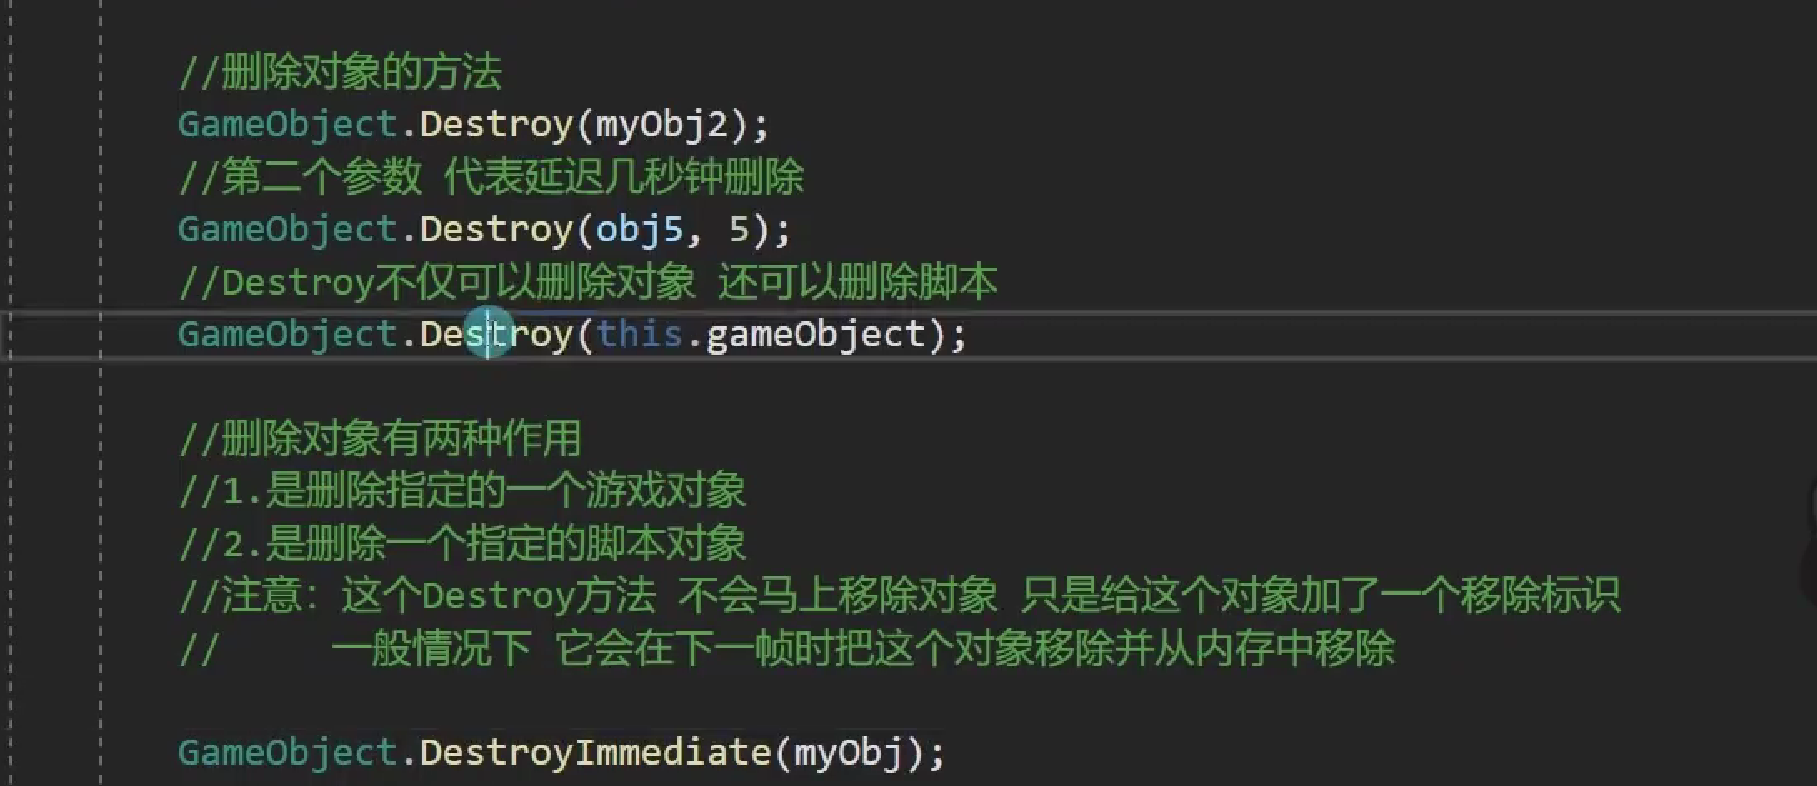 //删除对象的方法
GameObject.Destroy(myObj2);
//第二个参数 代表延迟几秒钟删除
GameObject.Destroy(obj5, 5);
//Destroy不仅可以删除对象 还可以删除脚本
GameObject.Destroy(this.gameObject);
//删除对象有两种作用
//1.是删除指定的一个游戏对象
//2.是删除一个指定的脚本对象
//注意：这个Destroy方法 不会马上移除对象 只是给这个对象加了一个移除标识
//     一般情况下 它会在下一帧时把这个对象移除并从内存中移除
GameObject.DestroyImmediate(myObj);